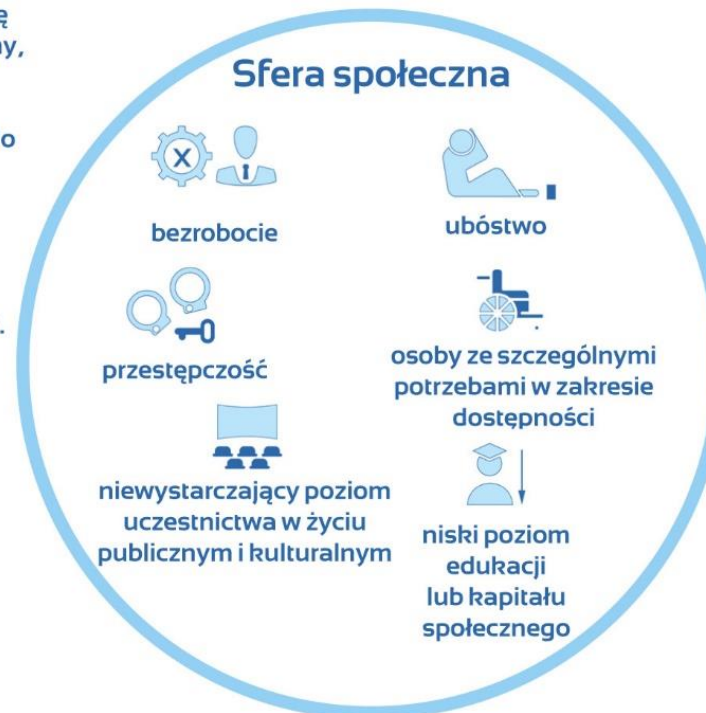 ę
ny,
o
.
Sfera społeczna
X
bezrobocie
ubóstwo
przestępczość
osoby ze szczególnymi
potrzebami w zakresie
dostępności
niewystarczający poziom
uczestnictwa w życiu
publicznym i kulturalnym
niski poziom
edukacji
lub kapitału
społecznego